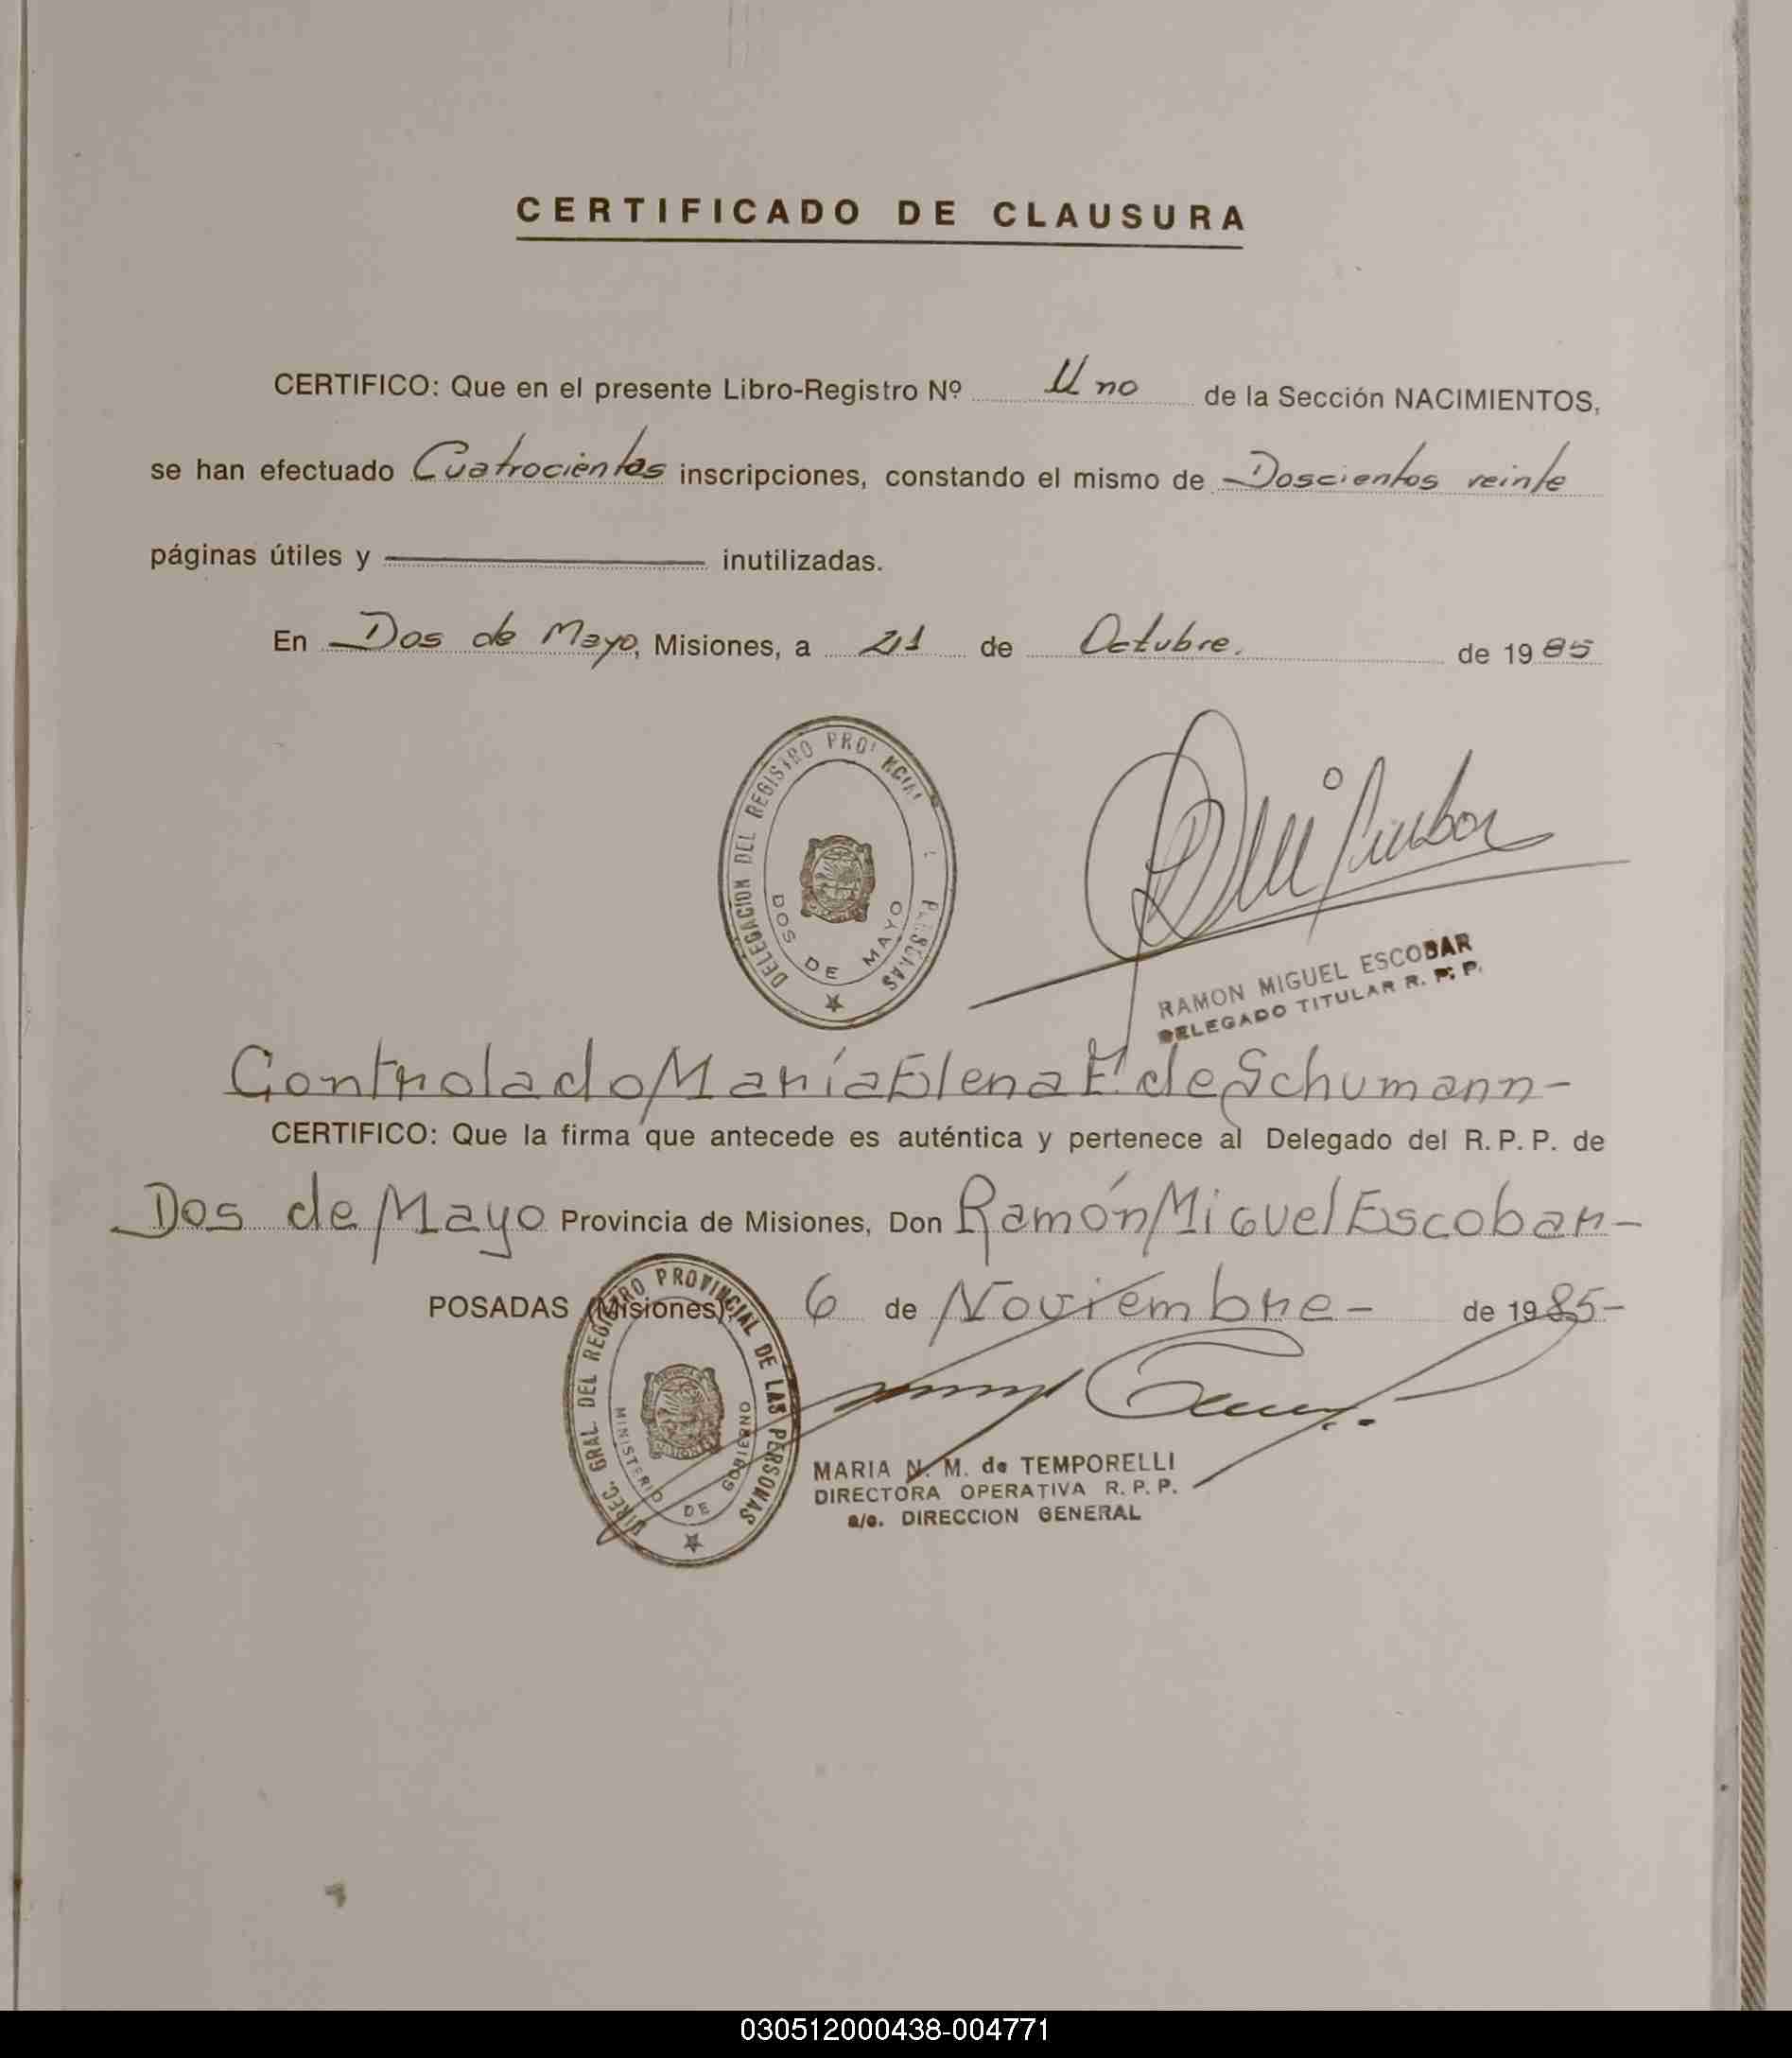 CERTIFICADO DE CLAUSURA
CERTIFICO: Que en el presente Libro-Registro Nº Uno de la Sección NACIMIENTOS,
se han efectuado Cuatrocientas inscripciones, constando el mismo de Doscientos veinte
páginas útiles y inutilizadas.
En Dos de Mayo, Misiones, a 21 de Octubre. de 1985
DELEGACION DEL REGISTRO PROVINCIAL PERSONAS
DOS DE MAYO
RAMON MIGUEL ESCOBAR
DELEGADO TITULAR R. P. P.
Controlado María Elena F. de Schumann-
CERTIFICO: Que la firma que antecede es auténtica y pertenece al Delegado del R. P. P. de
Dos de Mayo Provincia de Misiones, Don Ramón Miguel Escobar-
POSADAS (Misiones), 6 de Noviembre- de 1985-
DIREC. GRAL. DEL REGISTRO PROVINCIAL DE LAS PERSONAS
MINISTERIO DE GOBIERNO
MARIA N. M. de TEMPORELLI
DIRECTORA OPERATIVA R. P. P.
a/c. DIRECCION GENERAL
030512000438-004771